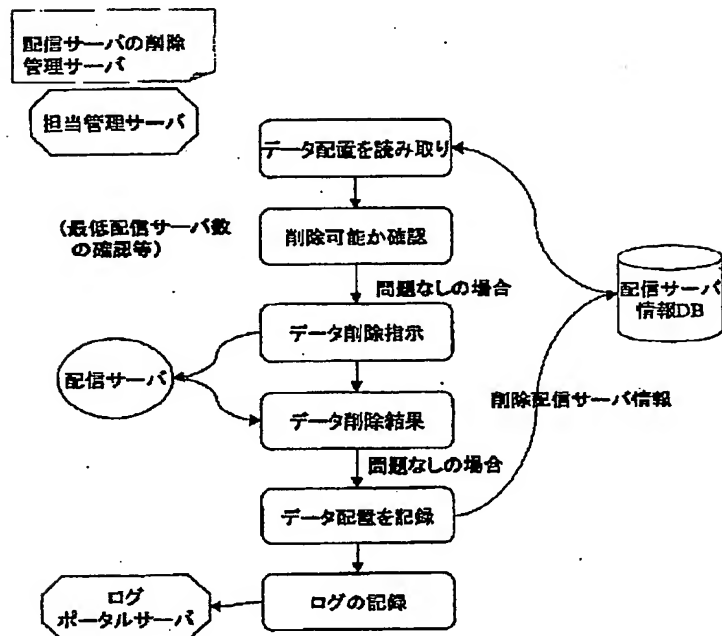 配信サーバの削除
管理サーバ
担当管理サーバ
データ配置を読み取り
(最低配信サーバ数
の確認等)
削除可能か確認
問題なしの場合
配信サーバ
情報DB
データ削除指示
配信サーバ
削除配信サーバ情報
データ削除結果
問題なしの場合
データ配置を記録
ログ
ポータルサーバ
ログの記録